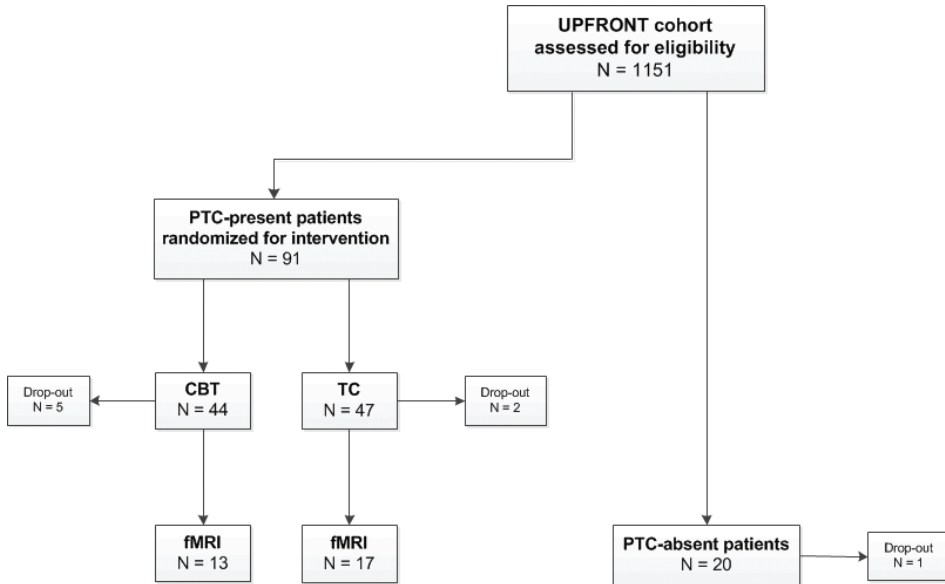 UPFRONT cohort
assessed for eligibility
N = 1151
PTC-present patients
randomized for intervention
N = 91
Drop-out
N = 5
CBT
N = 44
TC
N = 47
Drop-out
N = 2
fMRI
N = 13
fMRI
N = 17
PTC-absent patients
N = 20
Drop-out
N = 1